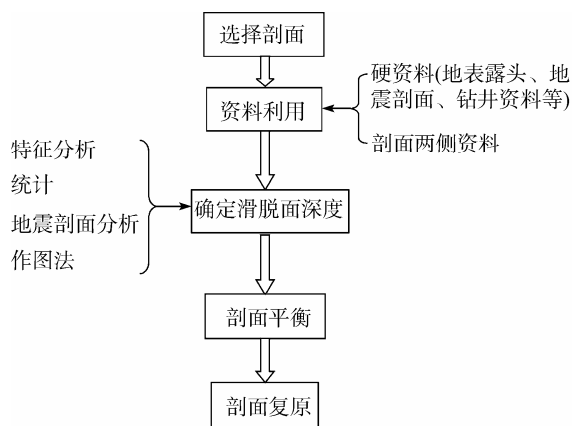 选择剖面
硬资料(地表露头、地
震剖面、钻井资料等)
资料利用
剖面两侧资料
特征分析
统计
地震剖面分析
作图法
确定滑脱面深度
剖面平衡
剖面复原